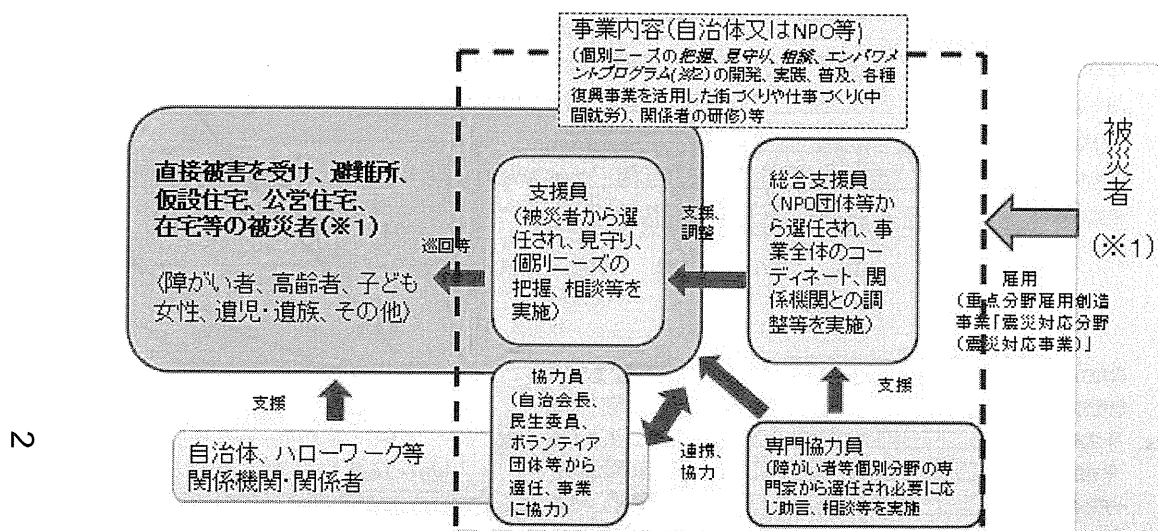 事業内容(自治体又はNPO等)
(個別ニーズの把握、見守り、相談、エンパワメ
ントプログラム(※2)の開発、実践、普及、各種
復興事業を活用した街づくりや仕事づくり(中
間就労)、関係者の研修)等
直接被害を受け、避難所、
仮設住宅、公営住宅、
在宅等の被災者(※1)
(障がい者、高齢者、子ども
女性、遺児・遺族、その他)
巡回等
支援員
(被災者から選
任され、見守り、
個別ニーズの
把握、相談等を
実施)
支援、
調整
総合支援員
(NPO団体等か
ら選任され、事
業全体のコー
ディネート、関
係機関との調
整等を実施)
被災者
(※1)
雇用
(重点分野雇用創造
事業「震災対応分野
(震災対応事業)」
支援
自治体、ハローワーク等
関係機関・関係者
協力員
(自治会長、
民生委員、
ボランティア
団体等から
選任、事業
に協力)
連携、
協力
支援
専門協力員
(障がい者等個別分野の専
門家から選任され必要に応
じ助言、相談等を実施
2